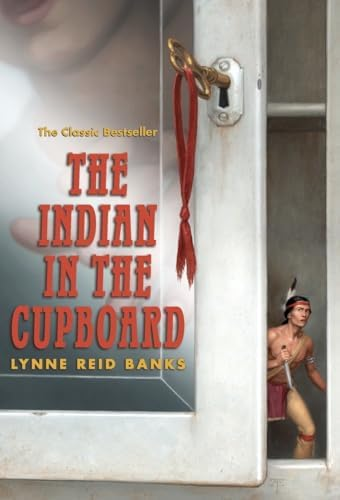 The Classic Bestseller
THE
INDIAN
IN THE
CUPBOARD
LYNNE REID BANKS